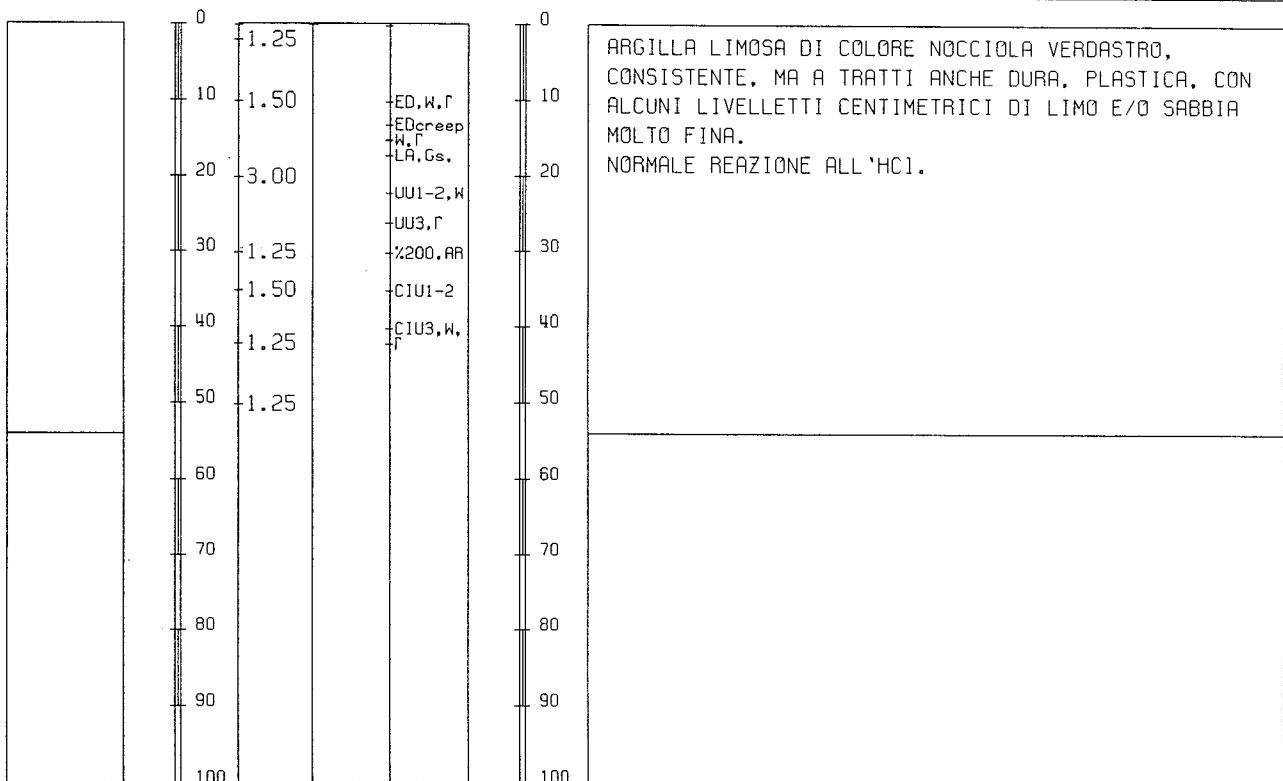 0
10
20
30
40
50
60
70
80
90
100
1.25
1.50
3.00
1.25
1.50
1.25
1.25
ED,W,Γ
EDcreep
W,Γ
LA,Gs,
UU1-2,W
UU3,Γ
%200,AR
CIU1-2
CIU3,W,
Γ
0
10
20
30
40
50
60
70
80
90
100
ARGILLA LIMOSA DI COLORE NOCCIOLA VERDASTRO,
CONSISTENTE, MA A TRATTI ANCHE DURA, PLASTICA, CON
ALCUNI LIVELLETTI CENTIMETRICI DI LIMO E/O SABBIA
MOLTO FINA.
NORMALE REAZIONE ALL'HCl.